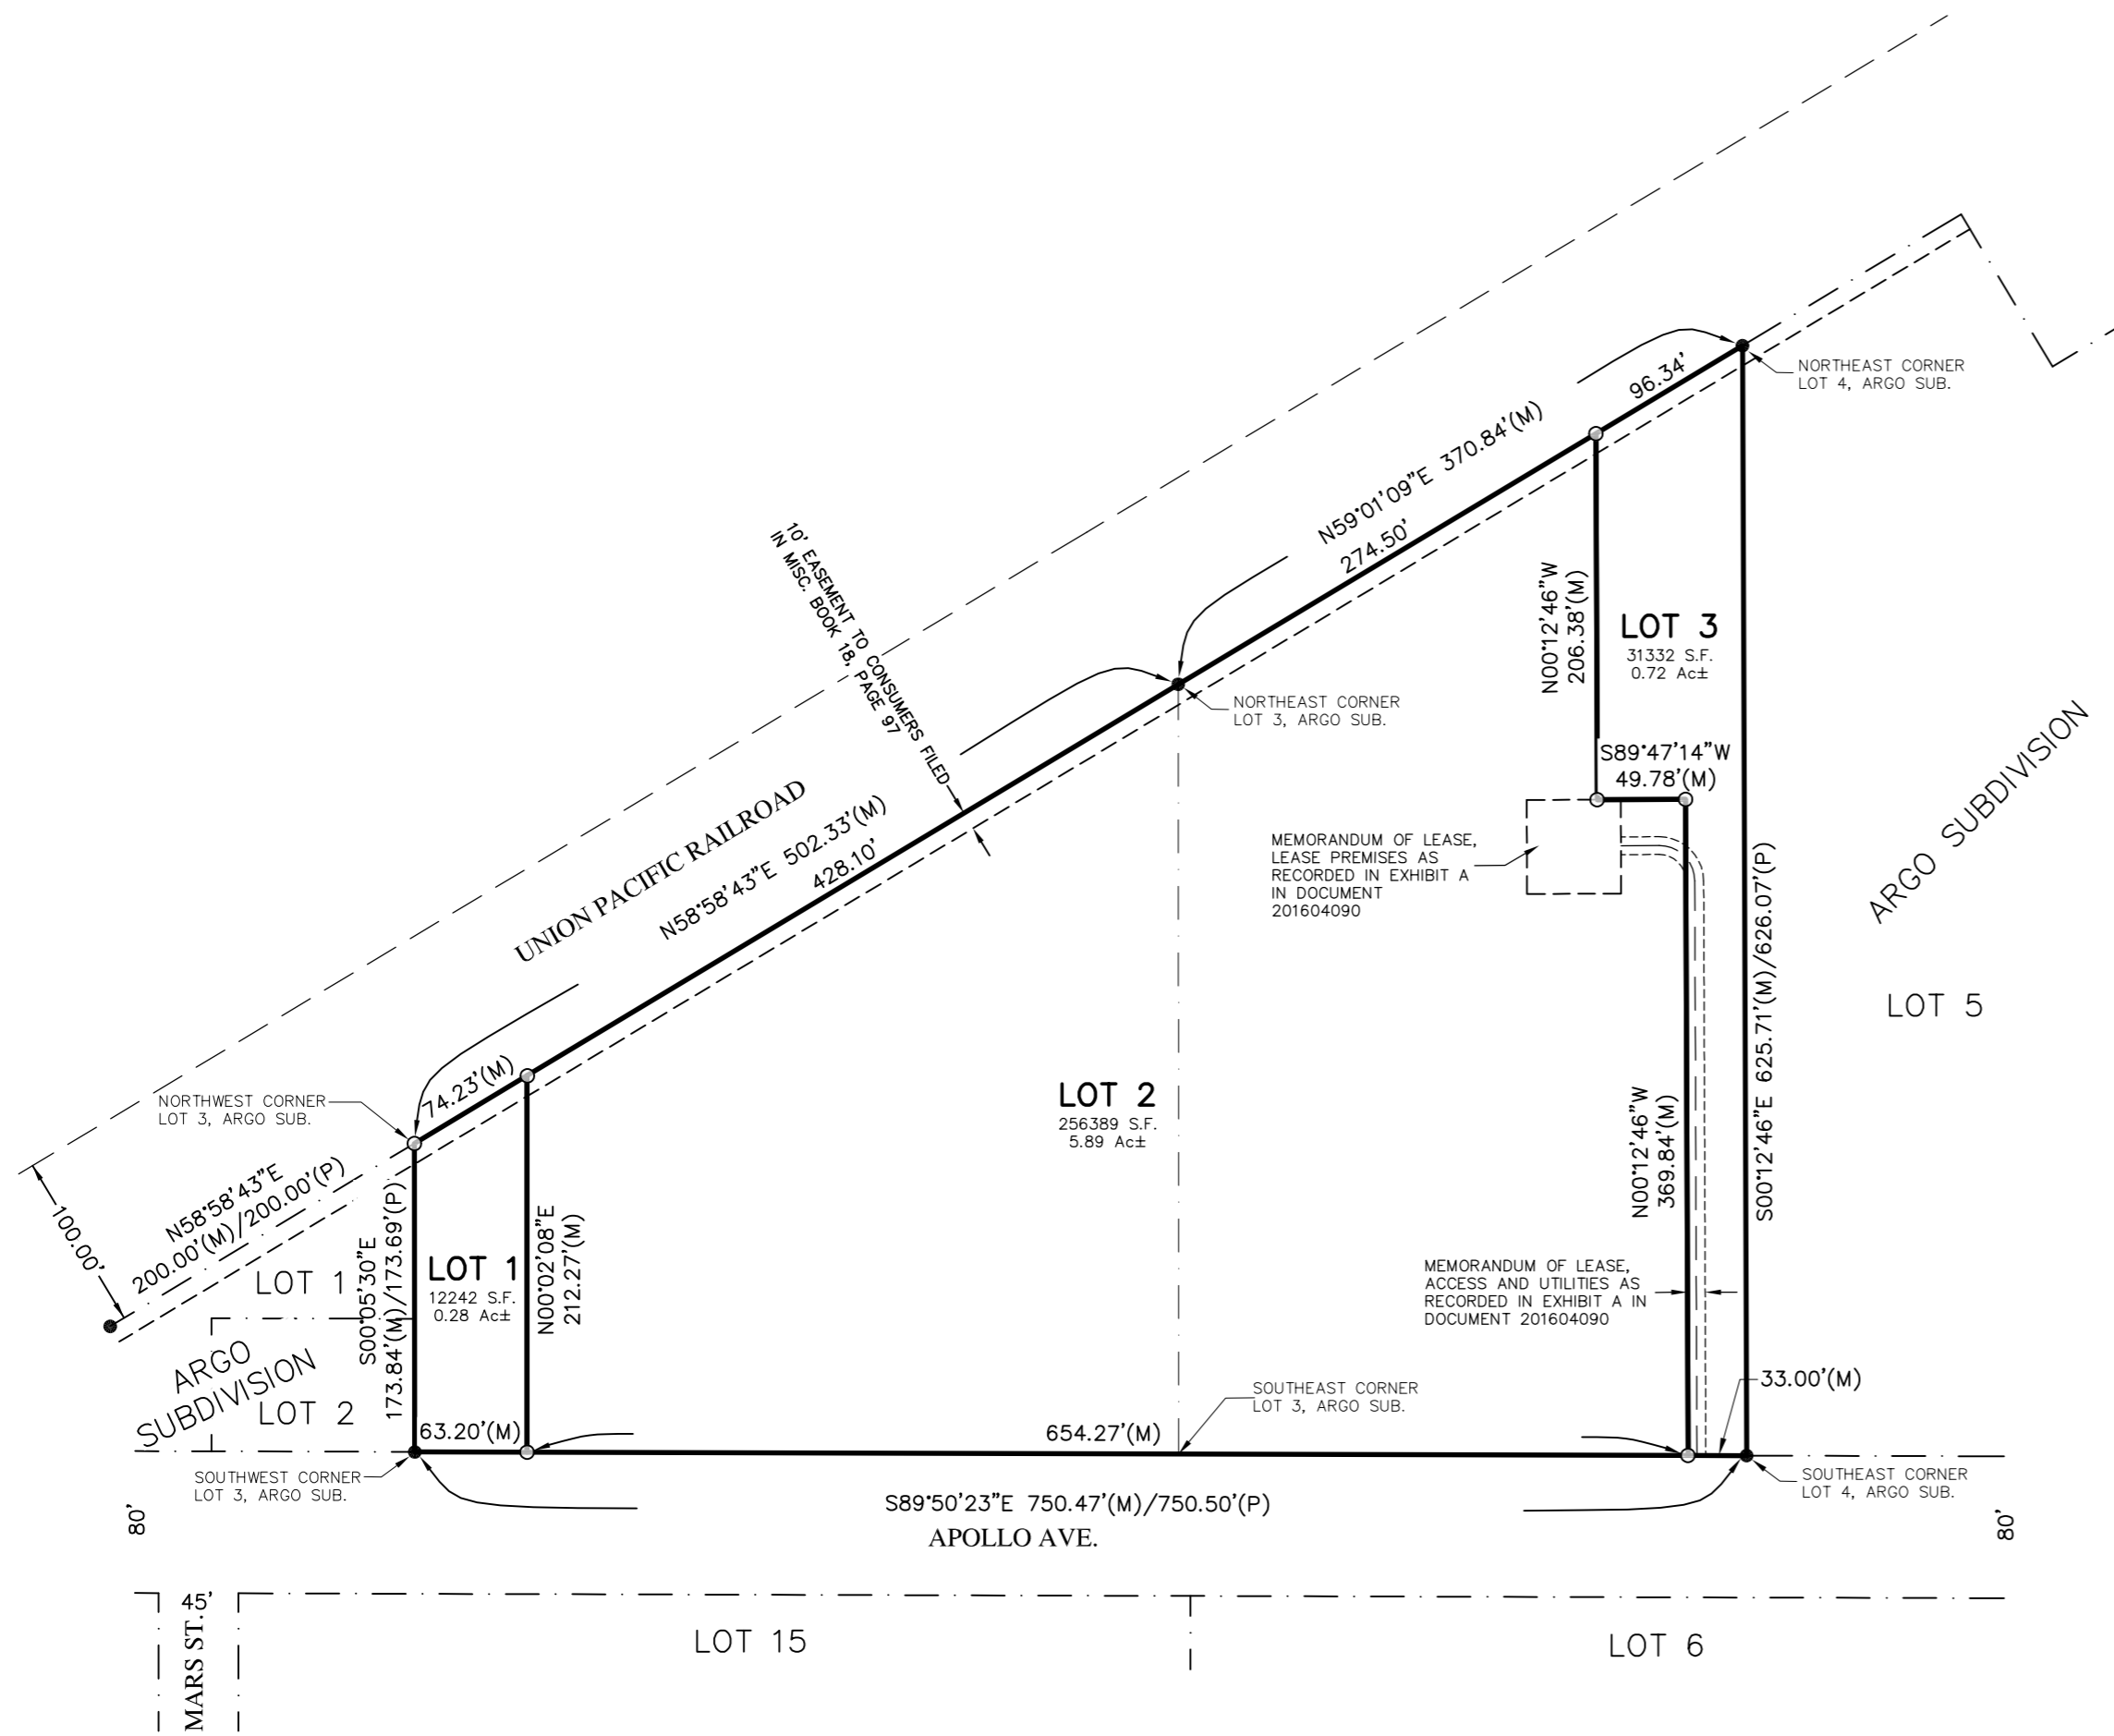 NORTHEAST CORNER
LOT 4, ARGO SUB.
96.34'
N59°01'09"E 370.84'(M)
274.50'
10' EASEMENT TO CONSUMERS FILED
IN MISC. BOOK 18, PAGE 97
N00°12'46"W
206.38'(M)
LOT 3
31332 S.F.
0.72 Ac±
NORTHEAST CORNER
LOT 3, ARGO SUB.
S89°47'14"W
49.78'(M)
ARGO SUBDIVISION
UNION PACIFIC RAILROAD
N58°58'43"E 502.33'(M)
428.10'
MEMORANDUM OF LEASE,
LEASE PREMISES AS
RECORDED IN EXHIBIT A
IN DOCUMENT
201604090
S00°12'46"E 625.71'(M)/626.07'(P)
LOT 5
74.23'(M)
NORTHWEST CORNER
LOT 3, ARGO SUB.
LOT 2
256389 S.F.
5.89 Ac±
N00°12'46"W
369.84'(M)
100.00'
N58°58'43"E
200.00'(M)/200.00'(P)
LOT 1
S00°05'30"E
173.84'(M)/173.69'(P)
LOT 1
12242 S.F.
0.28 Ac±
N00°02'08"E
212.27'(M)
MEMORANDUM OF LEASE,
ACCESS AND UTILITIES AS
RECORDED IN EXHIBIT A IN
DOCUMENT 201604090
ARGO
SUBDIVISION
LOT 2
63.20'(M)
654.27'(M)
SOUTHEAST CORNER
LOT 3, ARGO SUB.
33.00'(M)
SOUTHWEST CORNER
LOT 3, ARGO SUB.
SOUTHEAST CORNER
LOT 4, ARGO SUB.
80'
S89°50'23"E 750.47'(M)/750.50'(P)
APOLLO AVE.
80'
45'
MARS ST.
LOT 15
LOT 6